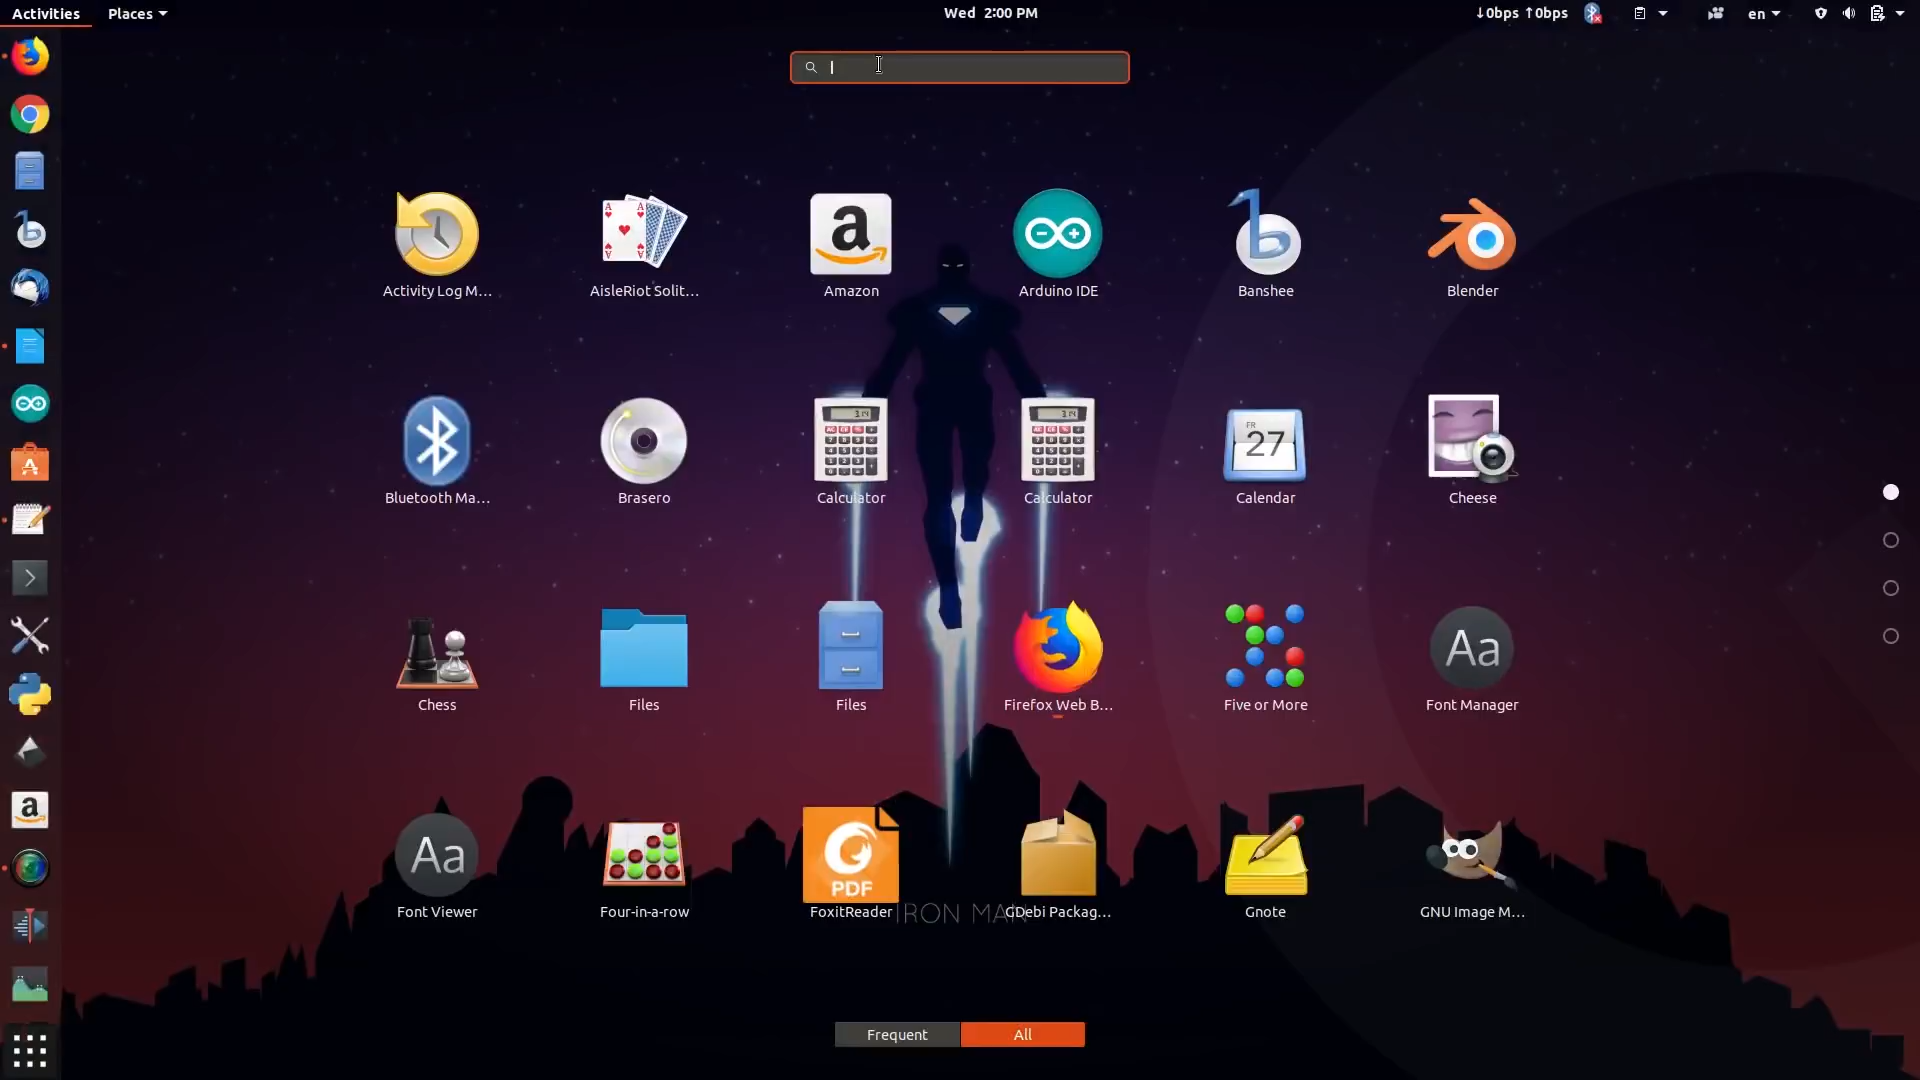 Activities Places Wed 2:00 PM ↓0bps ↑0bps en
Activity Log M... AisleRiot Solit... Amazon Arduino IDE Banshee Blender
Bluetooth Ma... Brasero Calculator Calculator Calendar Cheese
FR
27
Chess Files Files Firefox Web B... Five or More Font Manager
Aa
Aa
PDF
Font Viewer Four-in-a-row FoxitReader GDebi Packag... Gnote GNU Image M...
IRON MAN
Frequent All